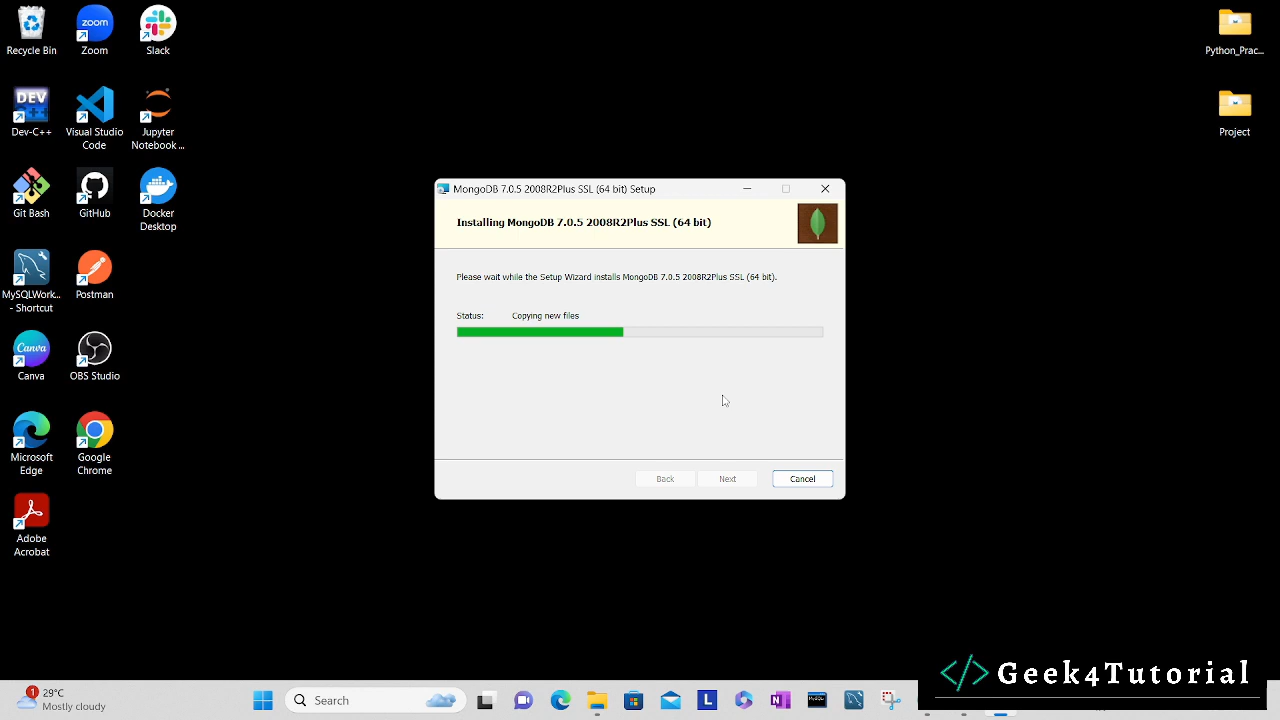 Recycle Bin
Zoom
zoom
Slack
Python_Prac...
DEV
Dev-C++
Visual Studio
Code
Jupyter
Notebook ...
Project
Git Bash
GitHub
Docker
Desktop
MySQLWork...
- Shortcut
Postman
Canva
Canva
OBS Studio
Microsoft
Edge
Google
Chrome
Adobe
Acrobat
MongoDB 7.0.5 2008R2Plus SSL (64 bit) Setup
Installing MongoDB 7.0.5 2008R2Plus SSL (64 bit)
Please wait while the Setup Wizard installs MongoDB 7.0.5 2008R2Plus SSL (64 bit).
Status: Copying new files
Back Next Cancel
</> Geek4Tutorial
1
29°C
Mostly cloudy
Search
L
N